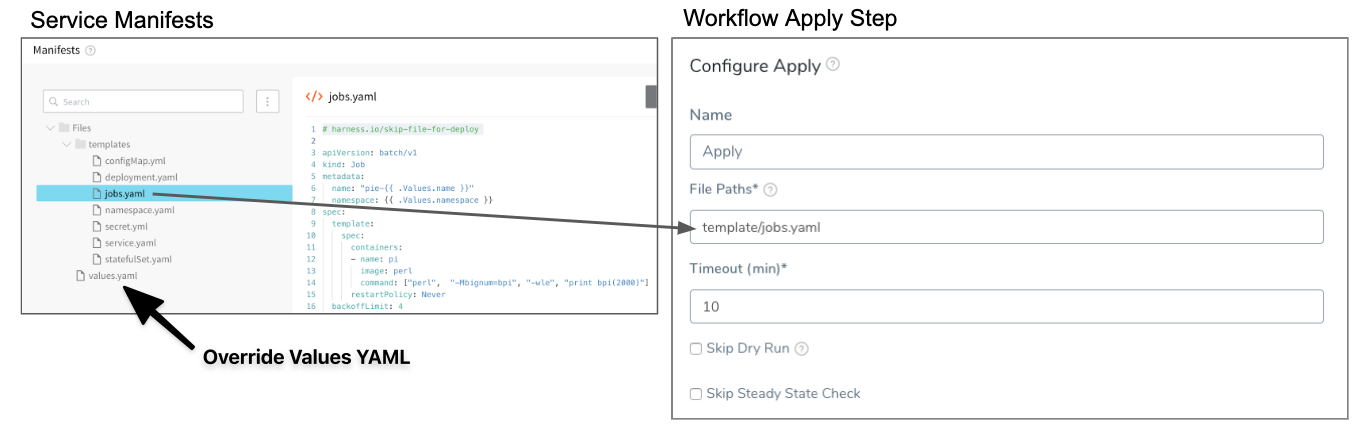 Service Manifests
Manifests ?
Search
Files
templates
configMap.yml
deployment.yaml
jobs.yaml
namespace.yaml
secret.yml
service.yaml
statefulSet.yaml
values.yaml
</> jobs.yaml
1 # harness.io/skip-file-for-deploy
2
3 apiVersion: batch/v1
4 kind: Job
5 metadata:
6 name: "pie-{{ .Values.name }}"
7 namespace: {{ .Values.namespace }}
8 spec:
9 template:
10 spec:
11 containers:
12 - name: pi
13 image: perl
14 command: ["perl", "-Mbignum=bpi", "-wle", "print bpi(2000)"]
15 restartPolicy: Never
16 backoffLimit: 4
Override Values YAML
Workflow Apply Step
Configure Apply ?
Name
Apply
File Paths* ?
template/jobs.yaml
Timeout (min)*
10
Skip Dry Run ?
Skip Steady State Check